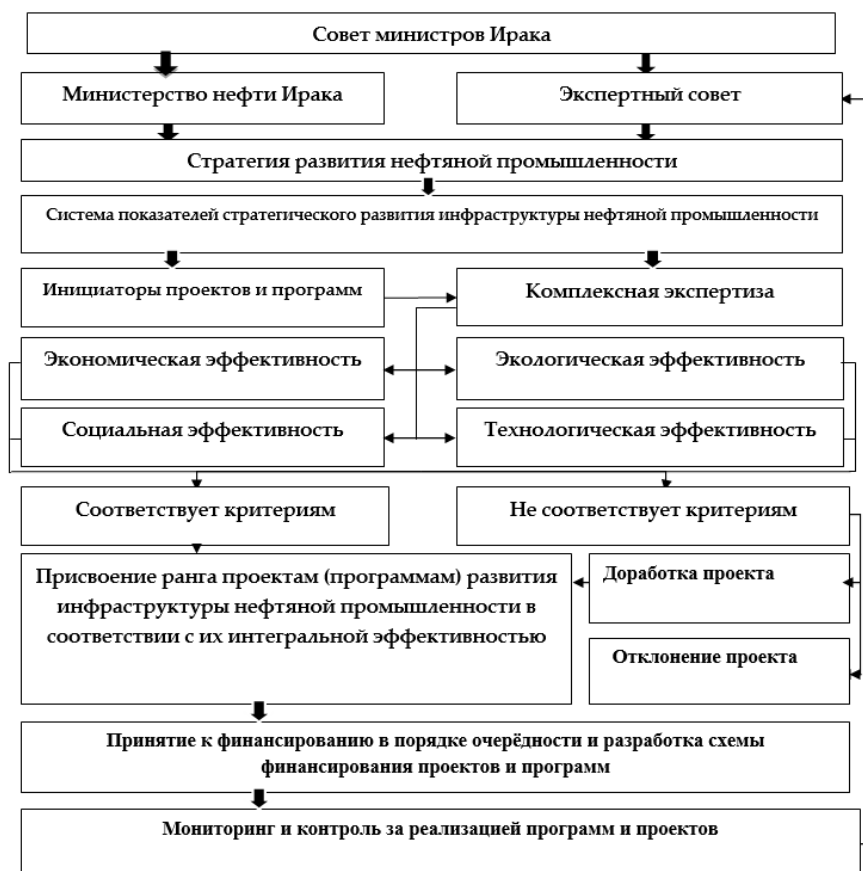 Совет министров Ирака
Министерство нефти Ирака
Экспертный совет
Стратегия развития нефтяной промышленности
Система показателей стратегического развития инфраструктуры нефтяной промышленности
Инициаторы проектов и программ
Комплексная экспертиза
Экономическая эффективность
Экологическая эффективность
Социальная эффективность
Технологическая эффективность
Соответствует критериям
Не соответствует критериям
Присвоение ранга проектам (программам) развития
инфраструктуры нефтяной промышленности в
соответствии с их интегральной эффективностью
Доработка проекта
Отклонение проекта
Принятие к финансированию в порядке очерёдности и разработка схемы
финансирования проектов и программ
Мониторинг и контроль за реализацией программ и проектов